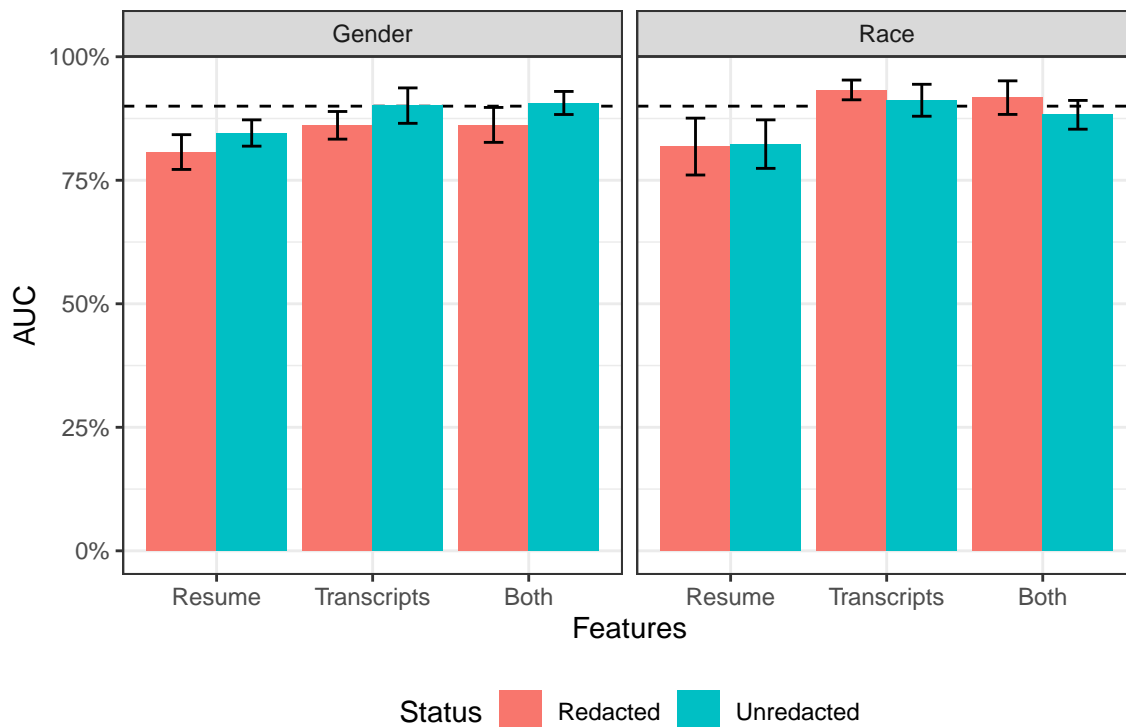 Gender
Race
100%
75%
50%
25%
0%
AUC
Resume Transcripts Both
Resume Transcripts Both
Features
Status Redacted Unredacted